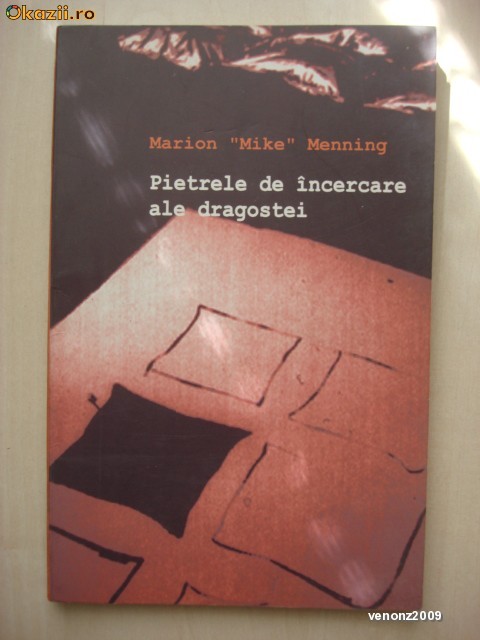 Okazii.ro
Marion "Mike" Menning
Pietrele de încercare
ale dragostei
venonz2009